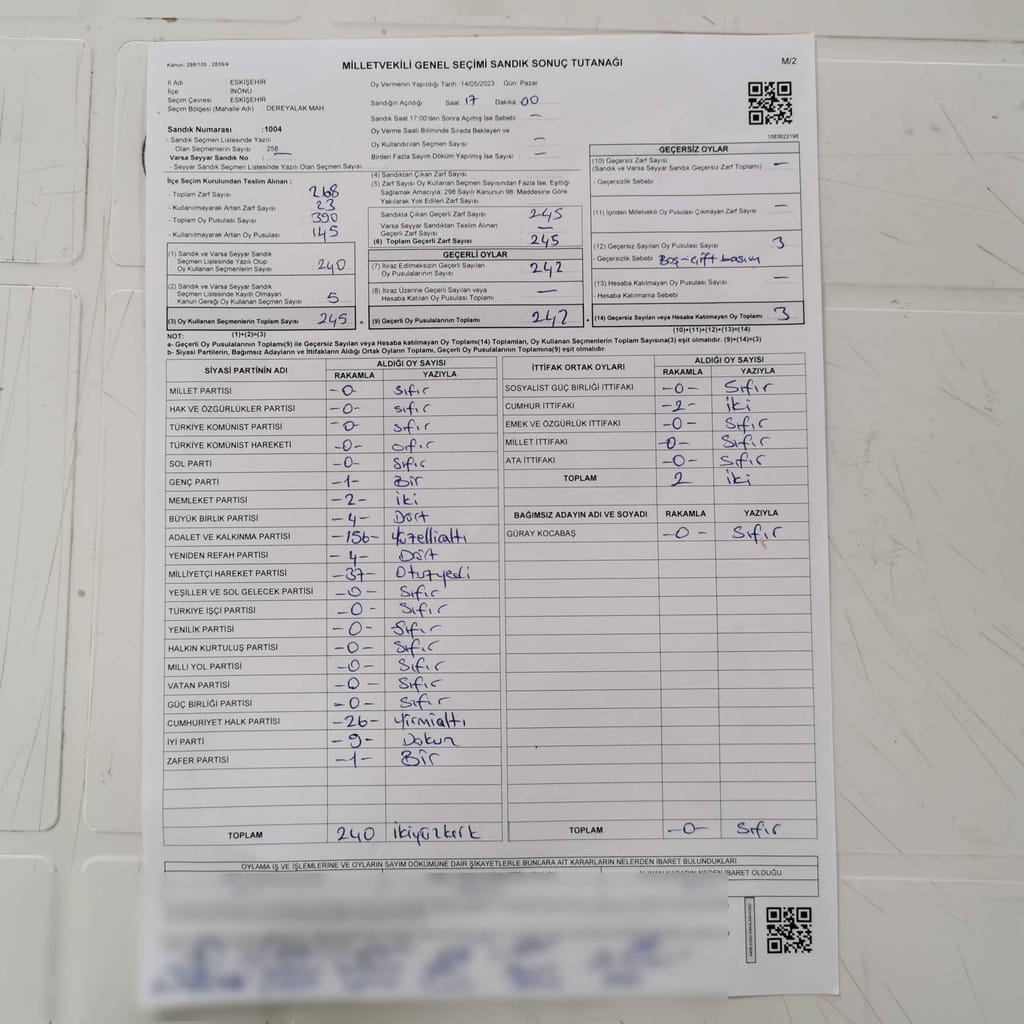 Kanun: 298/105 , 2839/4
MİLLETVEKİLİ GENEL SEÇİMİ SANDIK SONUÇ TUTANAĞI
M/2
İl Adı : ESKİŞEHİR
İlçe : İNÖNÜ
Seçim Çevresi : ESKİŞEHİR
Seçim Bölgesi (Mahalle Adı) : DEREYALAK MAH.
Sandık Numarası :1004
- Sandık Seçmen Listesinde Yazılı
Olan Seçmenlerin Sayısı : 258
Varsa Seyyar Sandık No : —
- Seyyar Sandık Seçmen Listesinde Yazılı Olan Seçmen Sayısı:
Oy Vermenin Yapıldığı Tarih :14/05/2023 Gün: Pazar
Sandığın Açıldığı Saat 17 Dakika 00
Sandık Saat 17:00'den Sonra Açımış İse Sebebi : —
Oy Verme Saati Bitiminde Sırada Bekleyen ve
Oy Kullandırılan Seçmen Sayısı : —
Birden Fazla Sayım Döküm Yapılmış İse Sayısı : —
1083822198
İlçe Seçim Kurulundan Teslim Alınan ;
- Toplam Zarf Sayısı : 268
- Kullanılmayarak Artan Zarf Sayısı : 23
- Toplam Oy Pusulası Sayısı : 390
- Kullanılmayarak Artan Oy Pusulası : 145
(1) Sandık ve Varsa Seyyar Sandık
Seçmen Listesinde Yazılı Olup
Oy Kullanan Seçmenlerin Sayısı : 240
(2) Sandık ve Varsa Seyyar Sandık
Seçmen Listesinde Kayıtlı Olmayan
Kanun Gereği Oy Kullanan Seçmen Sayısı : 5
(3) Oy Kullanan Seçmenlerin Toplam Sayısı : 245 =
(1)+(2)=(3)
(4) Sandıktan Çıkan Zarf Sayısı
(5) Zarf Sayısı Oy Kullanan Seçmen Sayısından Fazla İse, Eşitliği
Sağlamak Amacıyla, 298 Sayılı Kanunun 98. Maddesine Göre
Yakılarak Yok Edilen Zarf Sayısı
Sandıkta Çıkan Geçerli Zarf Sayısı : 245
Varsa Seyyar Sandıktan Teslim Alınan
Geçerli Zarf Sayısı : —
(6) Toplam Geçerli Zarf Sayısı : 245
GEÇERLİ OYLAR
(7) İtiraz Edilmeksizin Geçerli Sayılan
Oy Pusulalarının Sayısı : 242
(8) İtiraz Üzerine Geçerli Sayılan veya
Hesaba Katılan Oy Pusulası Toplamı : —
(9) Geçerli Oy Pusulalarının Toplamı : 242 +
GEÇERSİZ OYLAR
(10) Geçersiz Zarf Sayısı
(Sandık ve Varsa Seyyar Sandık Geçersiz Zarf Toplamı) : —
- Geçersizlik Sebebi :
(11) İçinden Milletvekili Oy Pusulası Çıkmayan Zarf Sayısı : —
(12) Geçersiz Sayılan Oy Pusulası Sayısı : 3
- Geçersizlik Sebebi : Boş-çift basım
(13) Hesaba Katılmayan Oy Pusulası Sayısı : —
- Hesaba Katılmama Sebebi :
(14) Geçersiz Sayılan veya Hesaba Katılmayan Oy Toplamı : 3
(10)+(11)+(12)+(13)=(14)
NOT:
a- Geçerli Oy Pusulalarının Toplamı(9) ile Geçersiz Sayılan veya Hesaba Katılmayan Oy Toplamı(14) Toplamları, Oy Kullanan Seçmenlerin Toplam Sayısına(3) eşit olmalıdır. (9)+(14)=(3)
b- Siyasi Partilerin, Bağımsız Adayların ve İttifakların Aldığı Ortak Oyların Toplamı, Geçerli Oy Pusulalarının Toplamına(9) eşit olmalıdır.
SİYASİ PARTİNİN ADI ALDIĞI OY SAYISI
RAKAMLA YAZIYLA
MİLLET PARTİSİ -0- sıfır
HAK VE ÖZGÜRLÜKLER PARTİSİ -0- sıfır
TÜRKİYE KOMÜNİST PARTİSİ -0- sıfır
TÜRKİYE KOMÜNİST HAREKETİ -0- sıfır
SOL PARTİ -0- Sıfır
GENÇ PARTİ -1- Bir
MEMLEKET PARTİSİ -2- İki
BÜYÜK BİRLİK PARTİSİ -4- Dört
ADALET VE KALKINMA PARTİSİ -156- Yüzellialtı
YENİDEN REFAH PARTİSİ -4- Dört
MİLLİYETÇİ HAREKET PARTİSİ -37- Otuzyedi
YEŞİLLER VE SOL GELECEK PARTİSİ -0- Sıfır
TÜRKİYE İŞÇİ PARTİSİ -0- Sıfır
YENİLİK PARTİSİ -0- Sıfır
HALKIN KURTULUŞ PARTİSİ -0- Sıfır
MİLLİ YOL PARTİSİ -0- Sıfır
VATAN PARTİSİ -0- Sıfır
GÜÇ BİRLİĞİ PARTİSİ -0- Sıfır
CUMHURİYET HALK PARTİSİ -26- Yirmialtı
İYİ PARTİ -9- Dokuz
ZAFER PARTİSİ -1- Bir
TOPLAM 240 ikiyüzkırk
İTTİFAK ORTAK OYLARI ALDIĞI OY SAYISI
RAKAMLA YAZIYLA
SOSYALİST GÜÇ BİRLİĞİ İTTİFAKI -0- Sıfır
CUMHUR İTTİFAKI -2- İki
EMEK VE ÖZGÜRLÜK İTTİFAKI -0- Sıfır
MİLLET İTTİFAKI -0- Sıfır
ATA İTTİFAKI -0- Sıfır
TOPLAM 2 iki
BAĞIMSIZ ADAYIN ADI VE SOYADI RAKAMLA YAZIYLA
GÜRAY KOCABAŞ -0- Sıfır
TOPLAM -0- Sıfır
OYLAMA İŞ VE İŞLEMLERİNE VE OYLARIN SAYIM DÖKÜMÜNE DAİR ŞİKAYETLERLE BUNLARA AİT KARARLARIN NELERDEN İBARET BULUNDUKLARI
ALINAN KARARIN NEDEN İBARET OLDUĞU